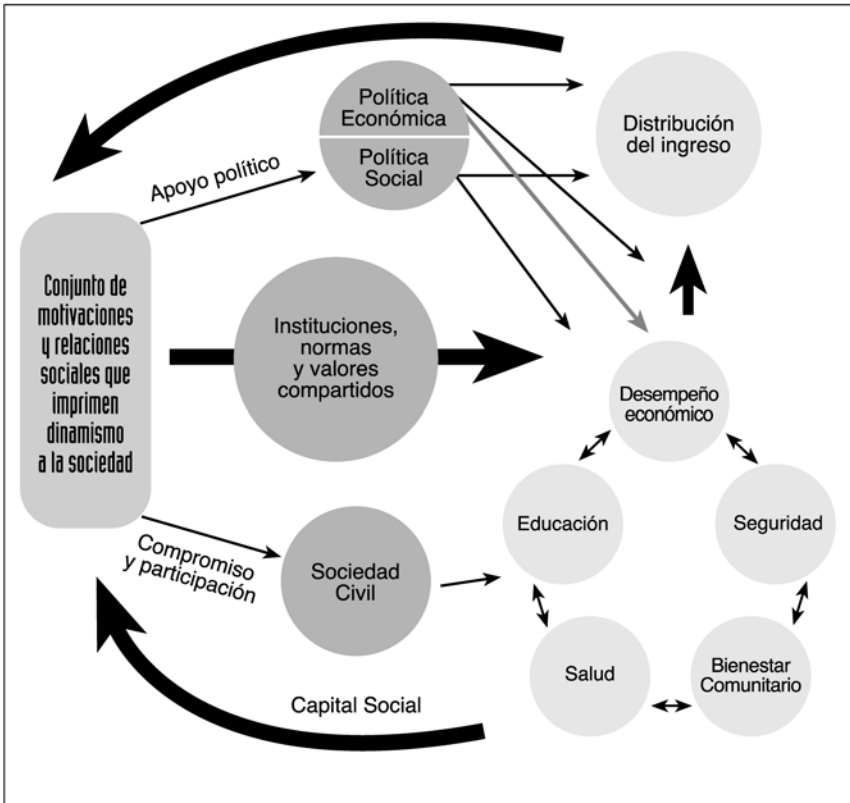 Política
Económica
Política
Social
Distribución
del ingreso
Apoyo político
Conjunto de
motivaciones
y relaciones
sociales que
imprimen
dinamismo
a la sociedad
Instituciones,
normas
y valores
compartidos
Desempeño
económico
Educación
Seguridad
Compromiso
y participación
Sociedad
Civil
Salud
Bienestar
Comunitario
Capital Social